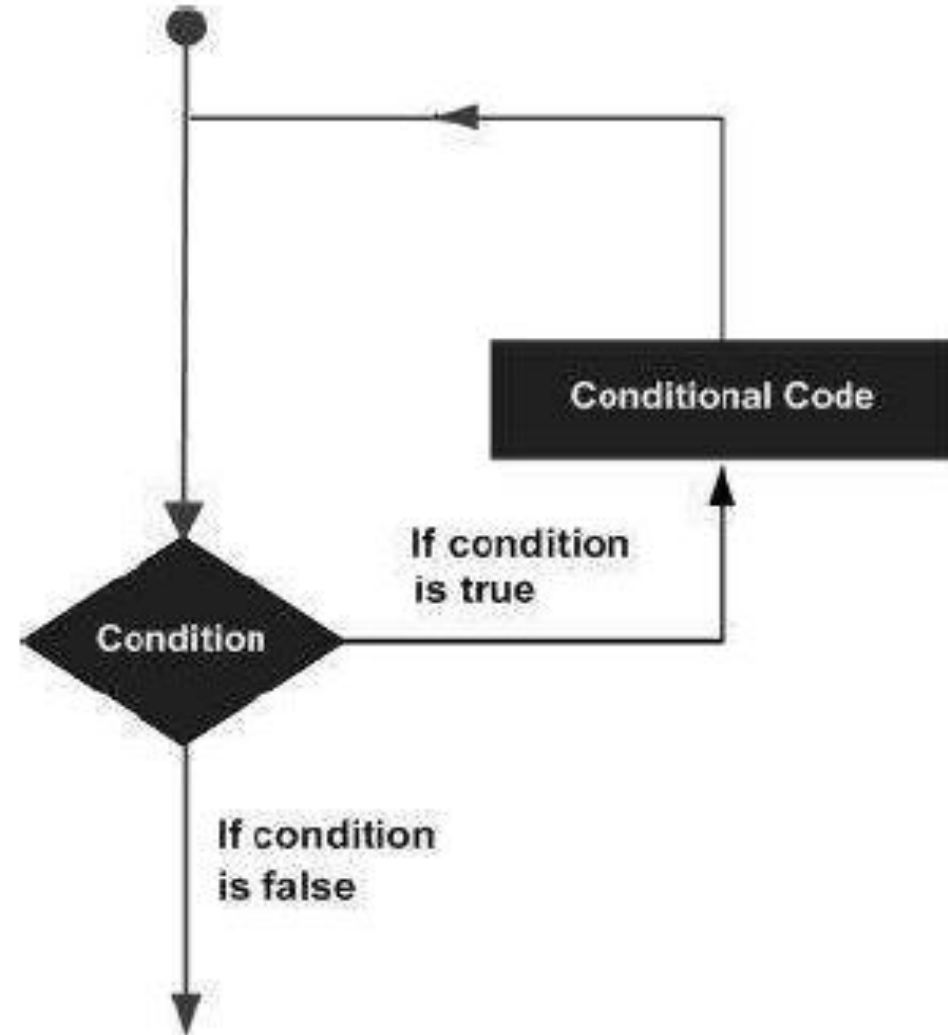 Conditional Code
If condition
is true
Condition
If condition
is false